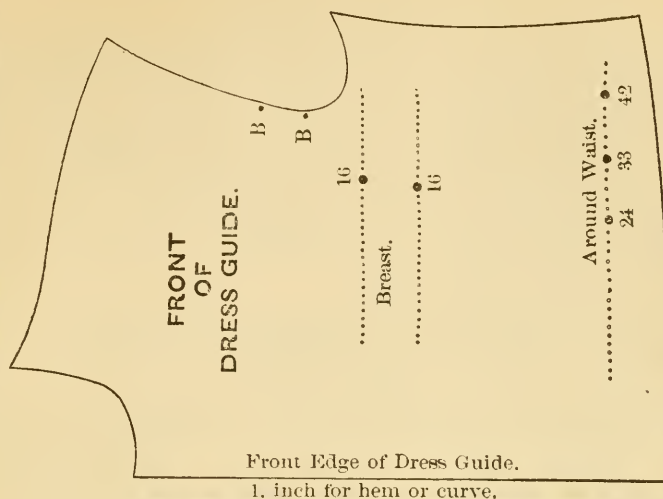 FRONT
OF
DRESS GUIDE.
B
B
16
16
Breast.
Around Waist.
24
33
42
Front Edge of Dress Guide.
1, inch for hem or curve.